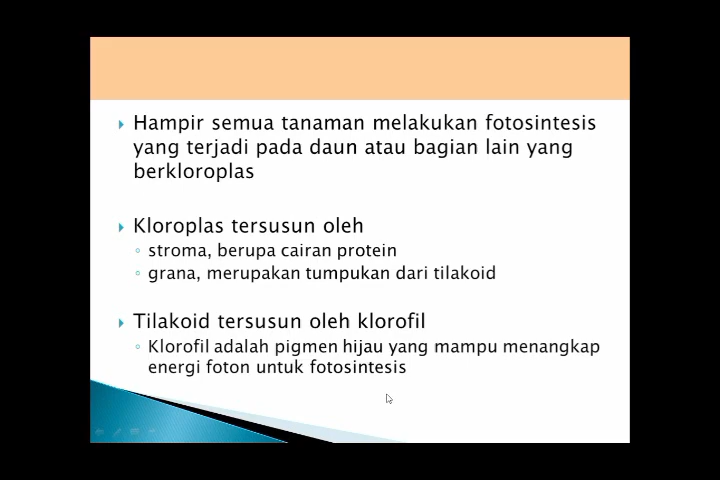 Hampir semua tanaman melakukan fotosintesis
yang terjadi pada daun atau bagian lain yang
berkloroplas
Kloroplas tersusun oleh
stroma, berupa cairan protein
grana, merupakan tumpukan dari tilakoid
Tilakoid tersusun oleh klorofil
Klorofil adalah pigmen hijau yang mampu menangkap
energi foton untuk fotosintesis